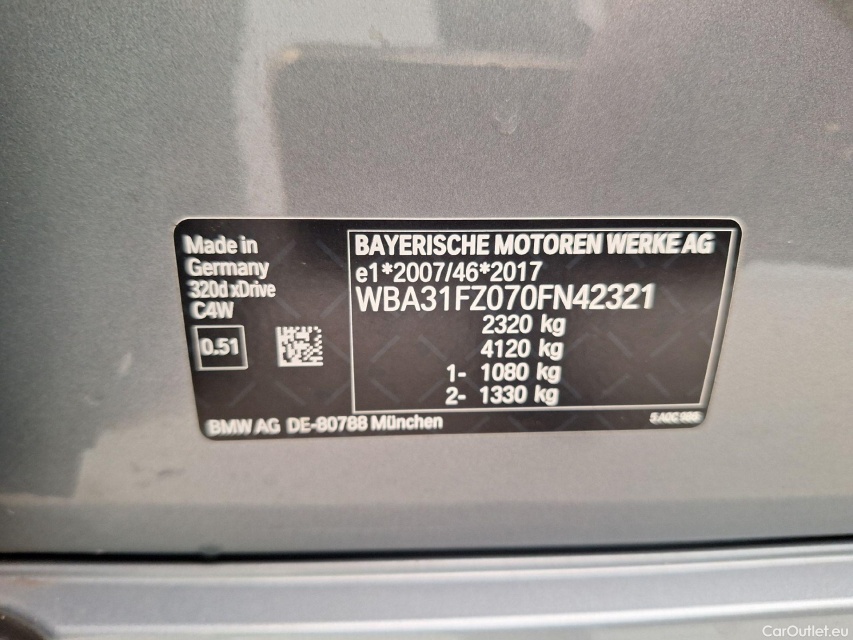 Made in
Germany
320d xDrive
C4W
0.51
BAYERISCHE MOTOREN WERKE AG
e1*2007/46*2017
WBA31FZ070FN42321
2320 kg
4120 kg
1- 1080 kg
2- 1330 kg
BMW AG DE-80788 München
CarOutlet.eu